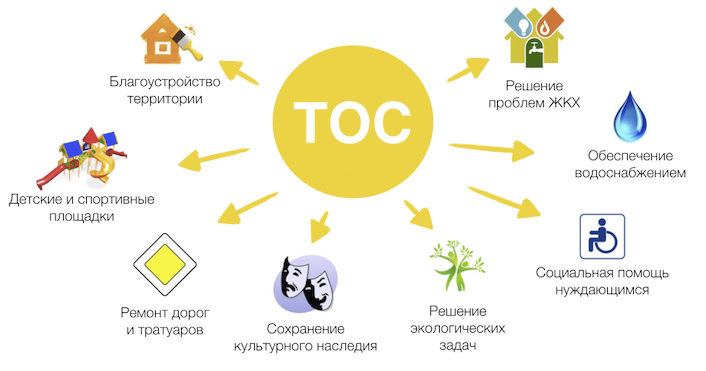 ТОС
Благоустройство
территории
Решение
проблем ЖКХ
Обеспечение
водоснабжением
Детские и спортивные
площадки
Социальная помощь
нуждающимся
Ремонт дорог
и тратуаров
Сохранение
культурного наследия
Решение
экологических
задач